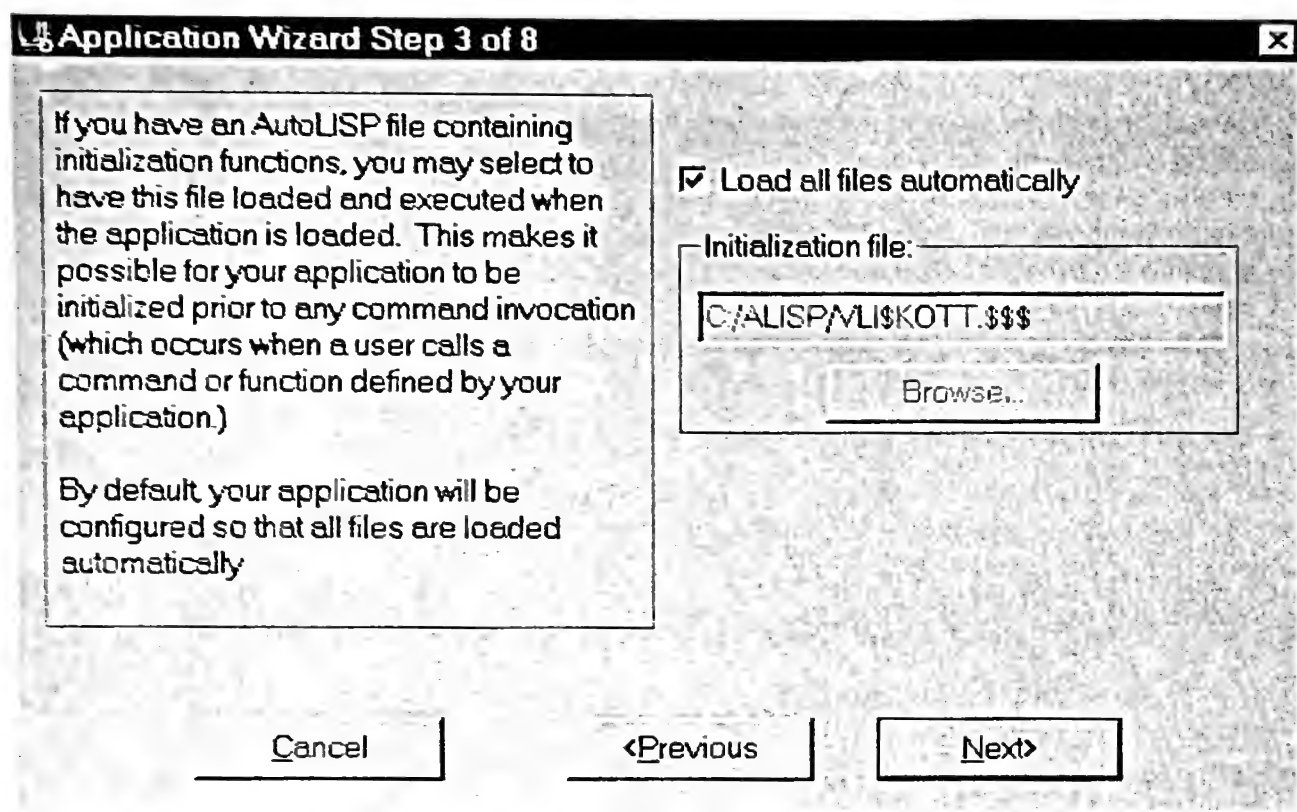 Application Wizard Step 3 of 8
If you have an AutoLISP file containing
initialization functions, you may select to
have this file loaded and executed when
the application is loaded. This makes it
possible for your application to be
initialized prior to any command invocation
(which occurs when a user calls a
command or function defined by your
application.)
By default your application will be
configured so that all files are loaded
automatically
Load all files automatically
Initialization file:
C:/ALISP/VLI$KOTT.$$$
Browse...
Cancel
<Previous
Next>